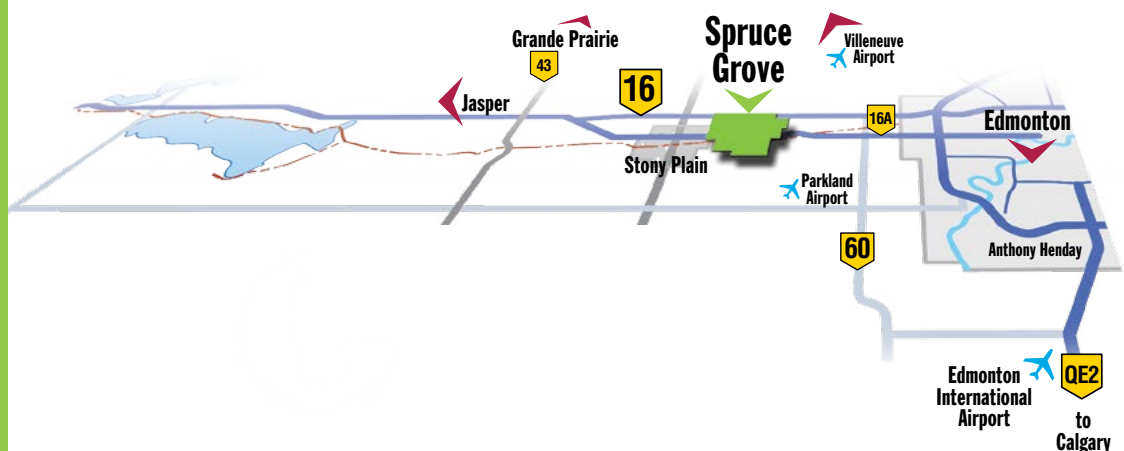 Grande Prairie
43
16
Spruce
Grove
Villeneuve
Airport
Jasper
16A
Edmonton
Stony Plain
Parkland
Airport
60
Anthony Henday
Edmonton
International
Airport
QE2
to
Calgary